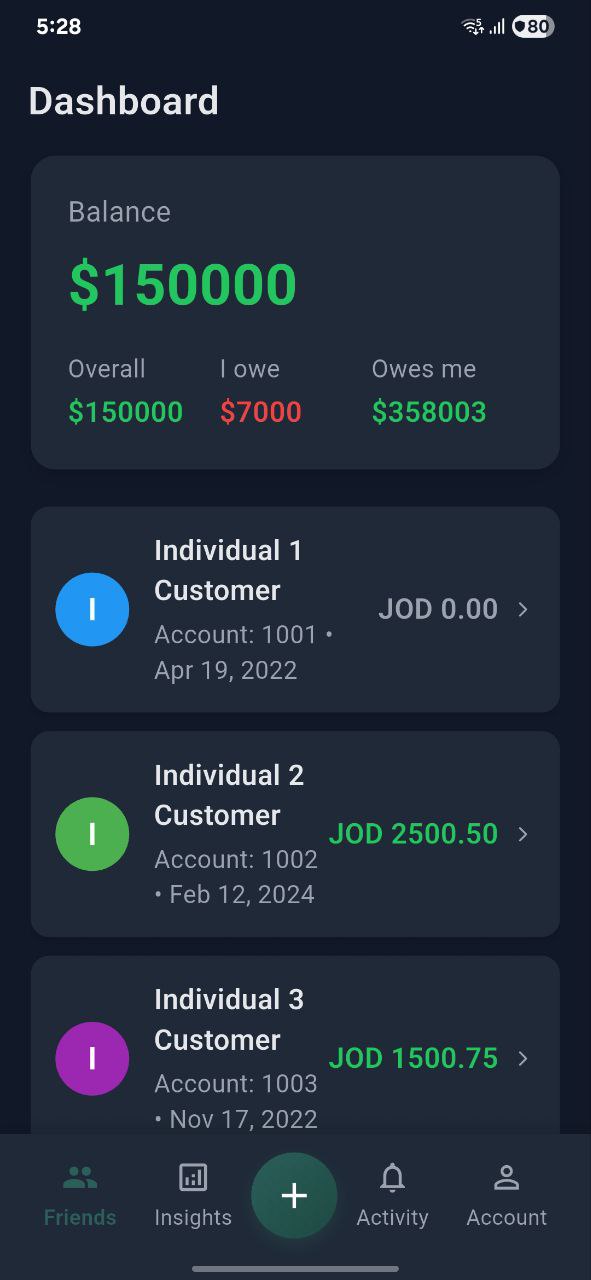 5:28
5
80
Dashboard
Balance
$150000
Overall
I owe
Owes me
$150000
$7000
$358003
I
Individual 1
Customer
Account: 1001 •
Apr 19, 2022
JOD 0.00
I
Individual 2
Customer
Account: 1002
• Feb 12, 2024
JOD 2500.50
I
Individual 3
Customer
Account: 1003
• Nov 17, 2022
JOD 1500.75
Friends
Insights
+
Activity
Account